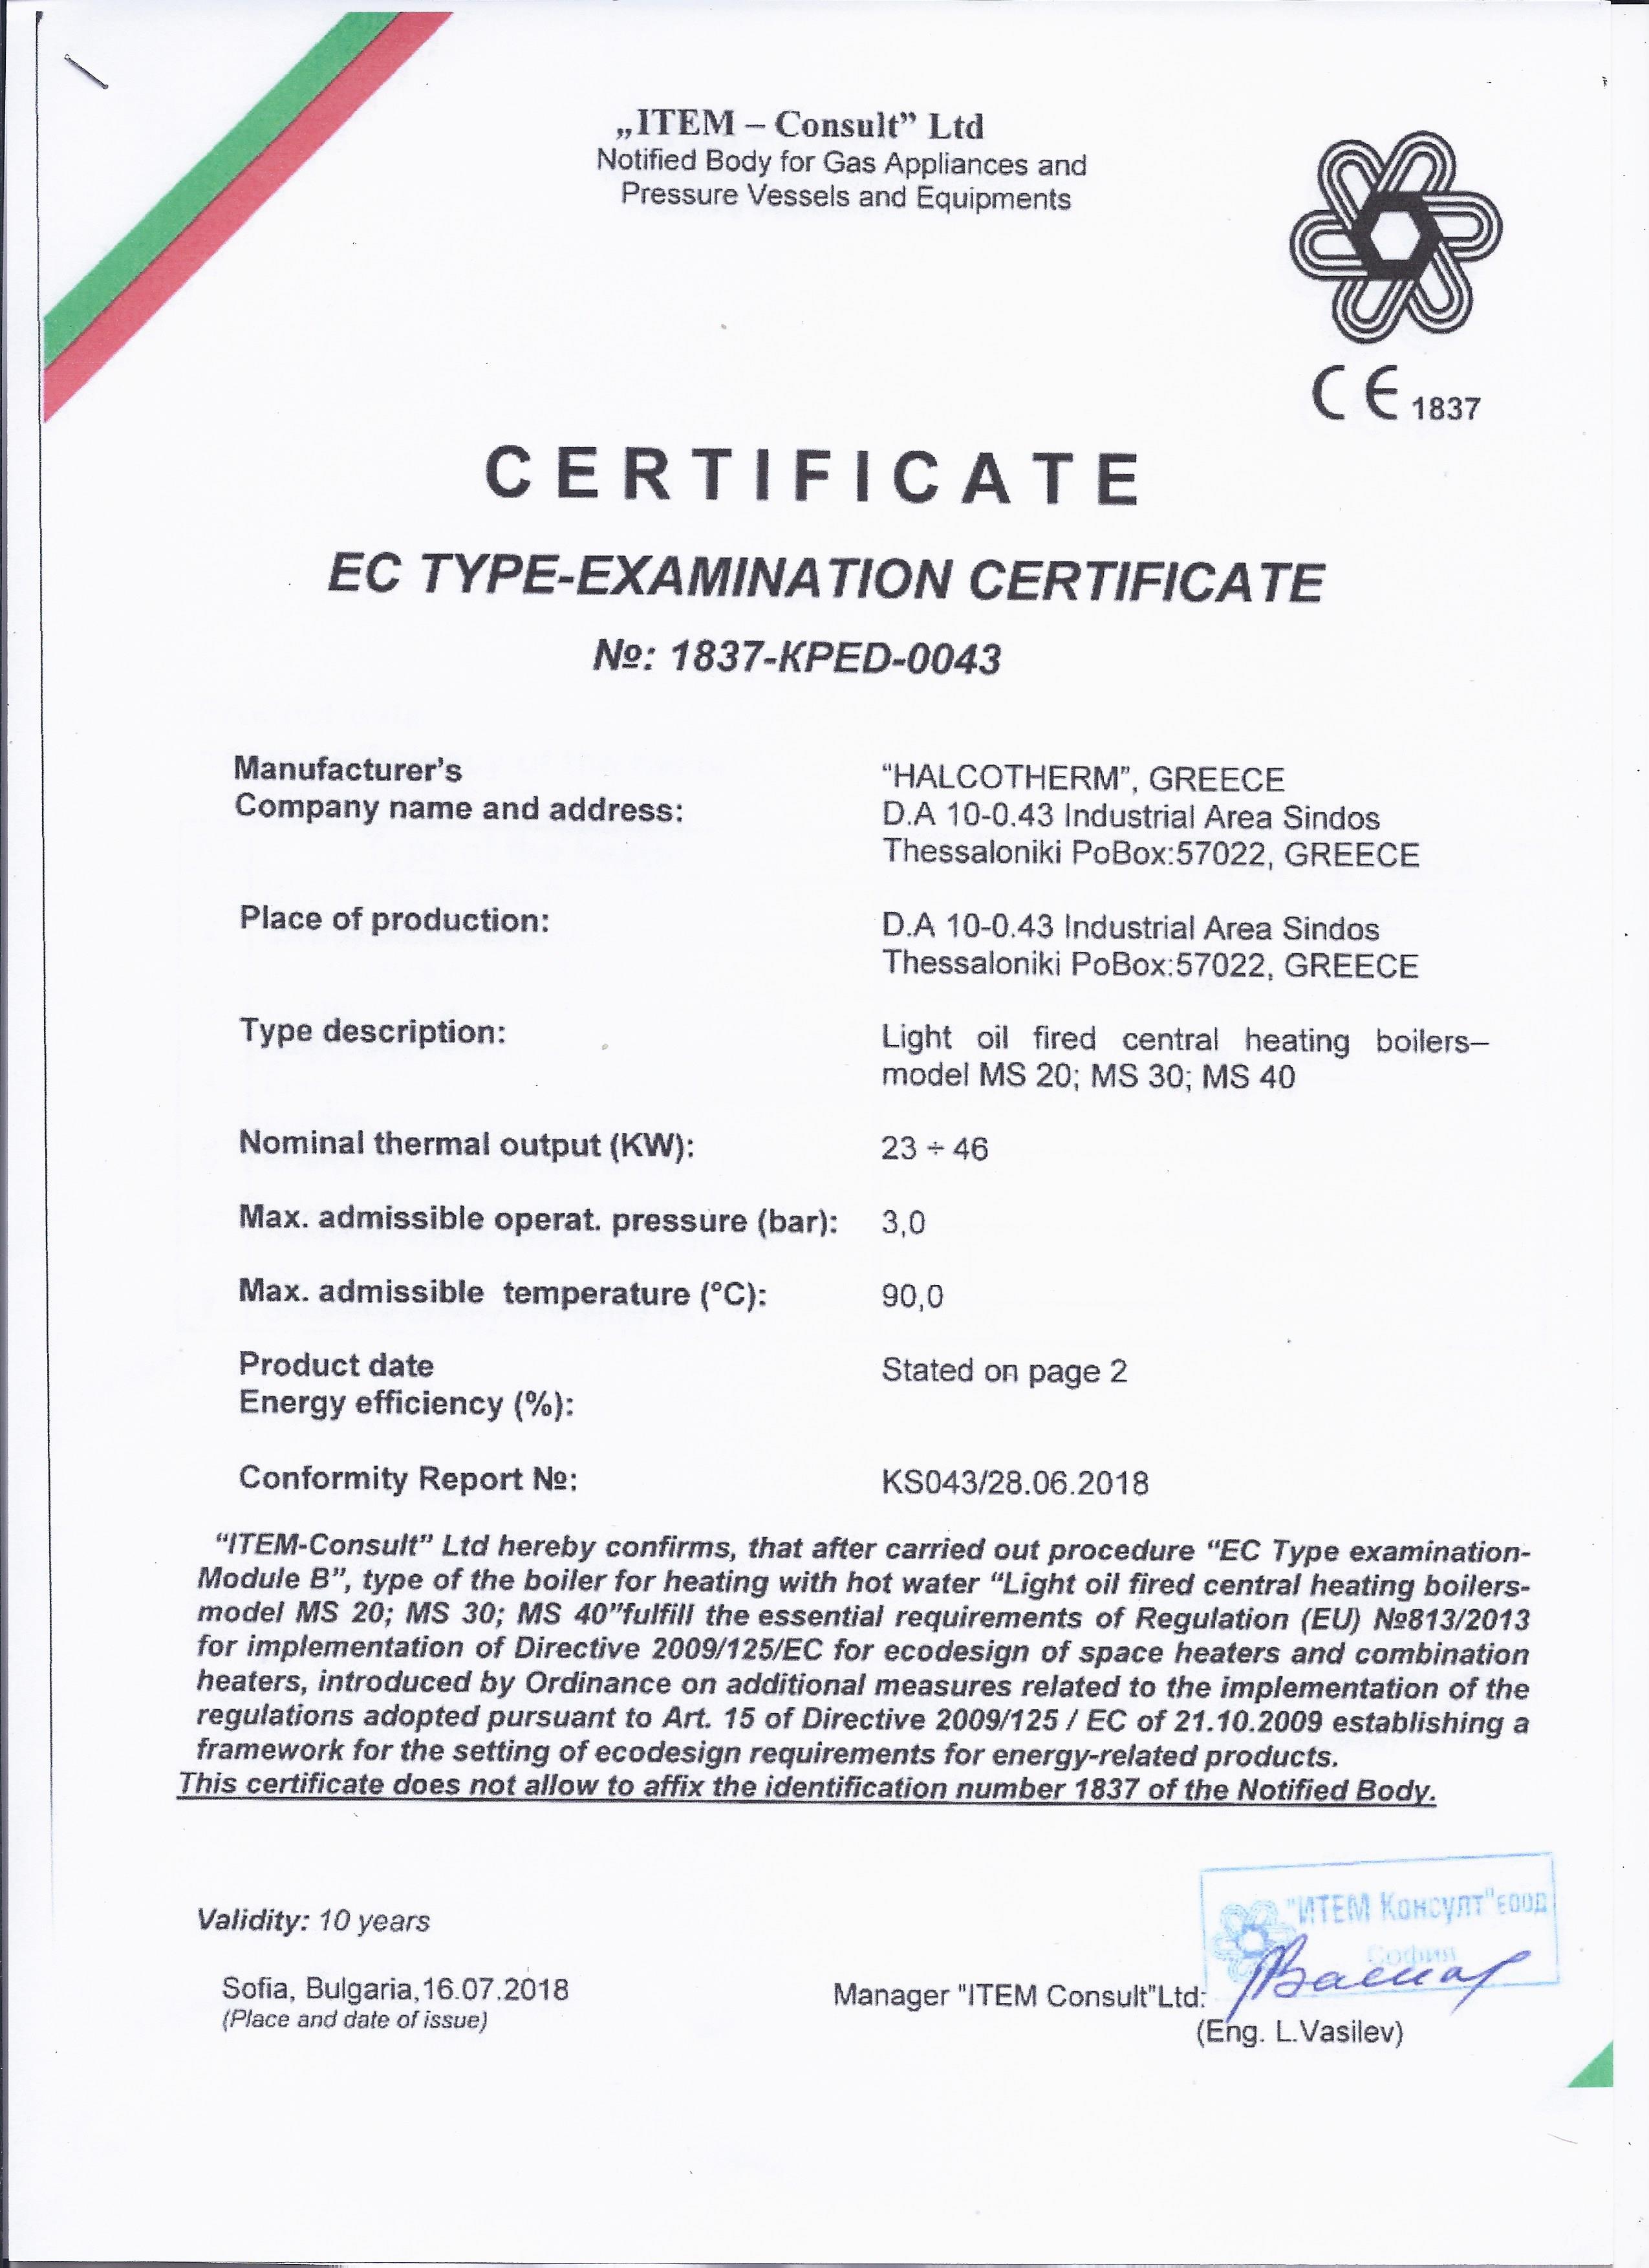 „ITEM – Consult” Ltd
Notified Body for Gas Appliances and
Pressure Vessels and Equipments
CE 1837
CERTIFICATE
EC TYPE-EXAMINATION CERTIFICATE
№: 1837-KPED-0043
Manufacturer's
Company name and address:
“HALCOTHERM”, GREECE
D.A 10-0.43 Industrial Area Sindos
Thessaloniki PoBox:57022, GREECE
Place of production:
D.A 10-0.43 Industrial Area Sindos
Thessaloniki PoBox:57022, GREECE
Type description:
Light oil fired central heating boilers–
model MS 20; MS 30; MS 40
Nominal thermal output (KW): 23 ÷ 46
Max. admissible operat. pressure (bar): 3,0
Max. admissible temperature (°C): 90,0
Product date
Energy efficiency (%):
Stated on page 2
Conformity Report №: KS043/28.06.2018
“ITEM-Consult” Ltd hereby confirms, that after carried out procedure “EC Type examination-
Module B”, type of the boiler for heating with hot water “Light oil fired central heating boilers-
model MS 20; MS 30; MS 40”fulfill the essential requirements of Regulation (EU) №813/2013
for implementation of Directive 2009/125/EC for ecodesign of space heaters and combination
heaters, introduced by Ordinance on additional measures related to the implementation of the
regulations adopted pursuant to Art. 15 of Directive 2009/125 / EC of 21.10.2009 establishing a
framework for the setting of ecodesign requirements for energy-related products.
This certificate does not allow to affix the identification number 1837 of the Notified Body.
Validity: 10 years
"ИТЕМ Консулт"ЕООД
София
Sofia, Bulgaria,16.07.2018
(Place and date of issue)
Manager "ITEM Consult"Ltd:
(Eng. L.Vasilev)